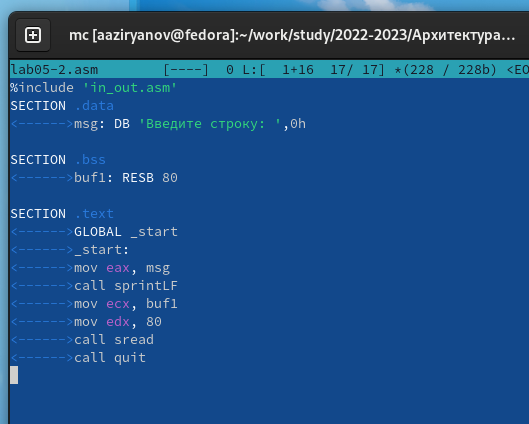 mc [aaziryanov@fedora]:~/work/study/2022-2023/Архитектура...
lab05-2.asm [----] 0 L:[ 1+16 17/ 17] *(228 / 228b) <EO
%include 'in_out.asm'
SECTION .data
<------>msg: DB 'Введите строку: ',0h
SECTION .bss
<------>buf1: RESB 80
SECTION .text
<------>GLOBAL _start
<------>_start:
<------>mov eax, msg
<------>call sprintLF
<------>mov ecx, buf1
<------>mov edx, 80
<------>call sread
<------>call quit